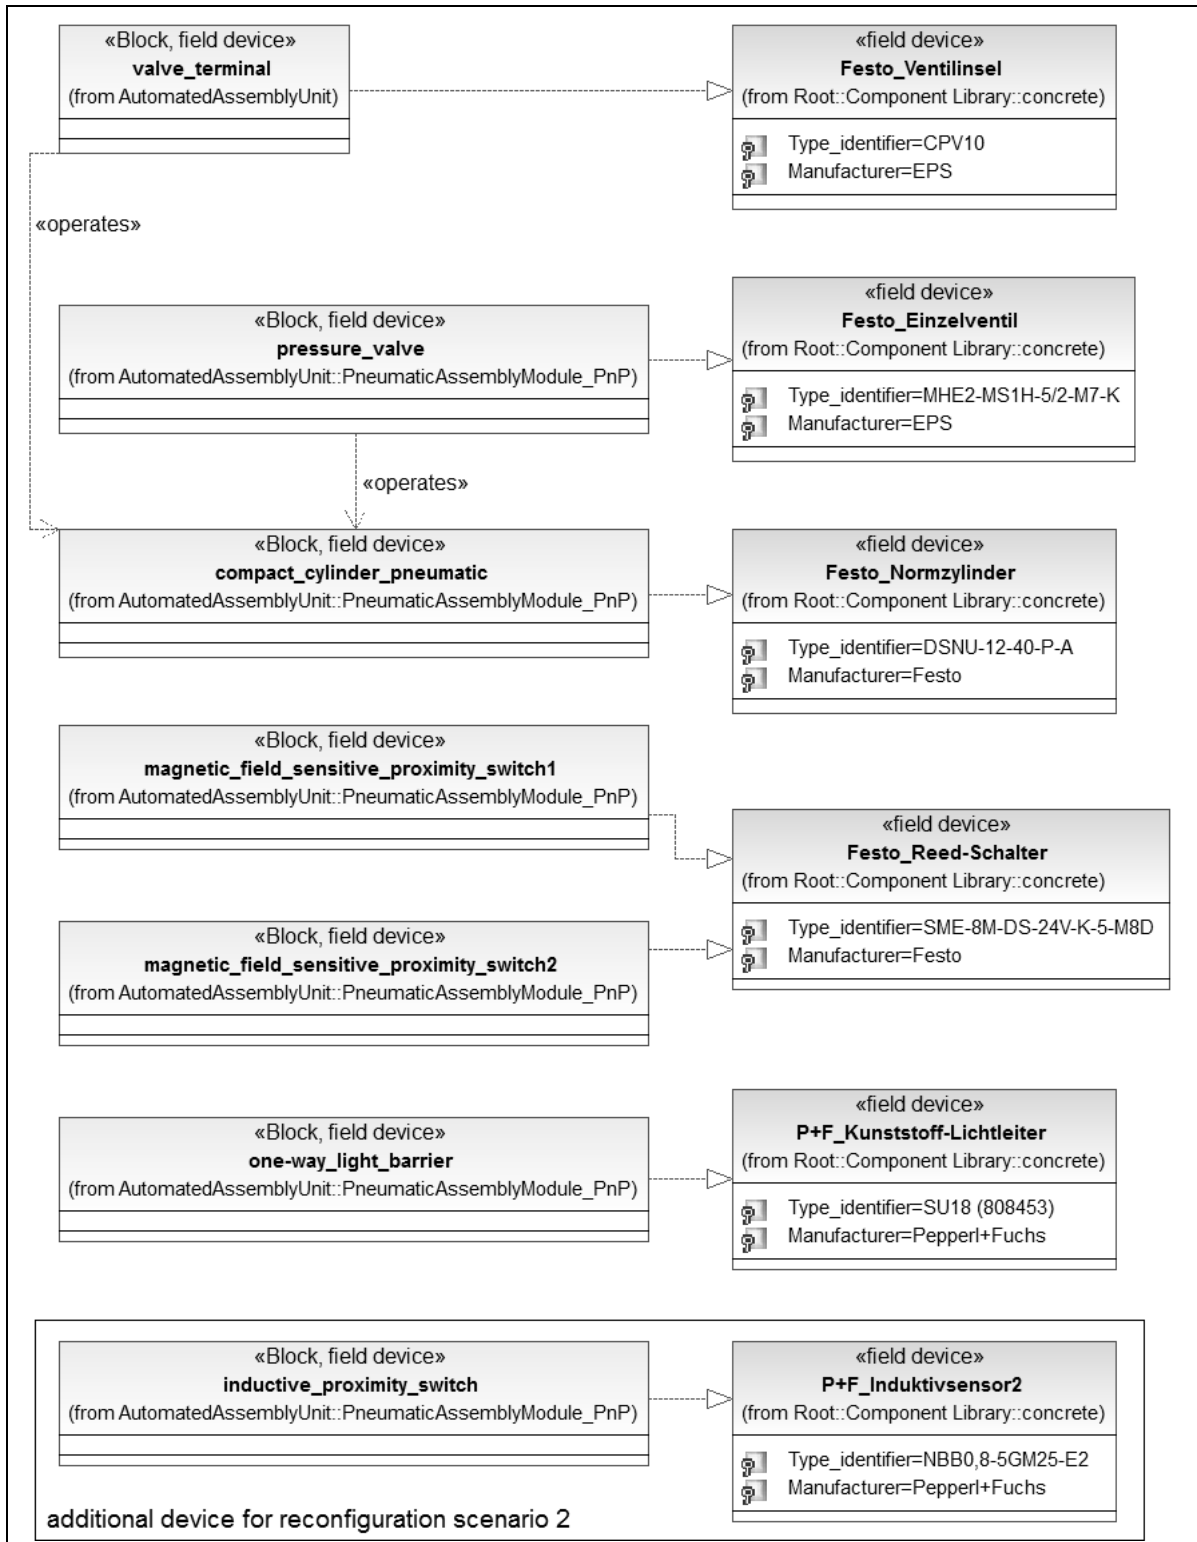 «Block, field device»
valve_terminal
(from AutomatedAssemblyUnit)
«field device»
Festo_Ventilinsel
(from Root::Component Library::concrete)
Type_identifier=CPV10
Manufacturer=EPS
«operates»
«Block, field device»
pressure_valve
(from AutomatedAssemblyUnit::PneumaticAssemblyModule_PnP)
«field device»
Festo_Einzelventil
(from Root::Component Library::concrete)
Type_identifier=MHE2-MS1H-5/2-M7-K
Manufacturer=EPS
«operates»
«Block, field device»
compact_cylinder_pneumatic
(from AutomatedAssemblyUnit::PneumaticAssemblyModule_PnP)
«field device»
Festo_Normzylinder
(from Root::Component Library::concrete)
Type_identifier=DSNU-12-40-P-A
Manufacturer=Festo
«Block, field device»
magnetic_field_sensitive_proximity_switch1
(from AutomatedAssemblyUnit::PneumaticAssemblyModule_PnP)
«field device»
Festo_Reed-Schalter
(from Root::Component Library::concrete)
Type_identifier=SME-8M-DS-24V-K-5-M8D
Manufacturer=Festo
«Block, field device»
magnetic_field_sensitive_proximity_switch2
(from AutomatedAssemblyUnit::PneumaticAssemblyModule_PnP)
«Block, field device»
one-way_light_barrier
(from AutomatedAssemblyUnit::PneumaticAssemblyModule_PnP)
«field device»
P+F_Kunststoff-Lichtleiter
(from Root::Component Library::concrete)
Type_identifier=SU18 (808453)
Manufacturer=Pepperl+Fuchs
«Block, field device»
inductive_proximity_switch
(from AutomatedAssemblyUnit::PneumaticAssemblyModule_PnP)
«field device»
P+F_Induktivsensor2
(from Root::Component Library::concrete)
Type_identifier=NBB0,8-5GM25-E2
Manufacturer=Pepperl+Fuchs
additional device for reconfiguration scenario 2